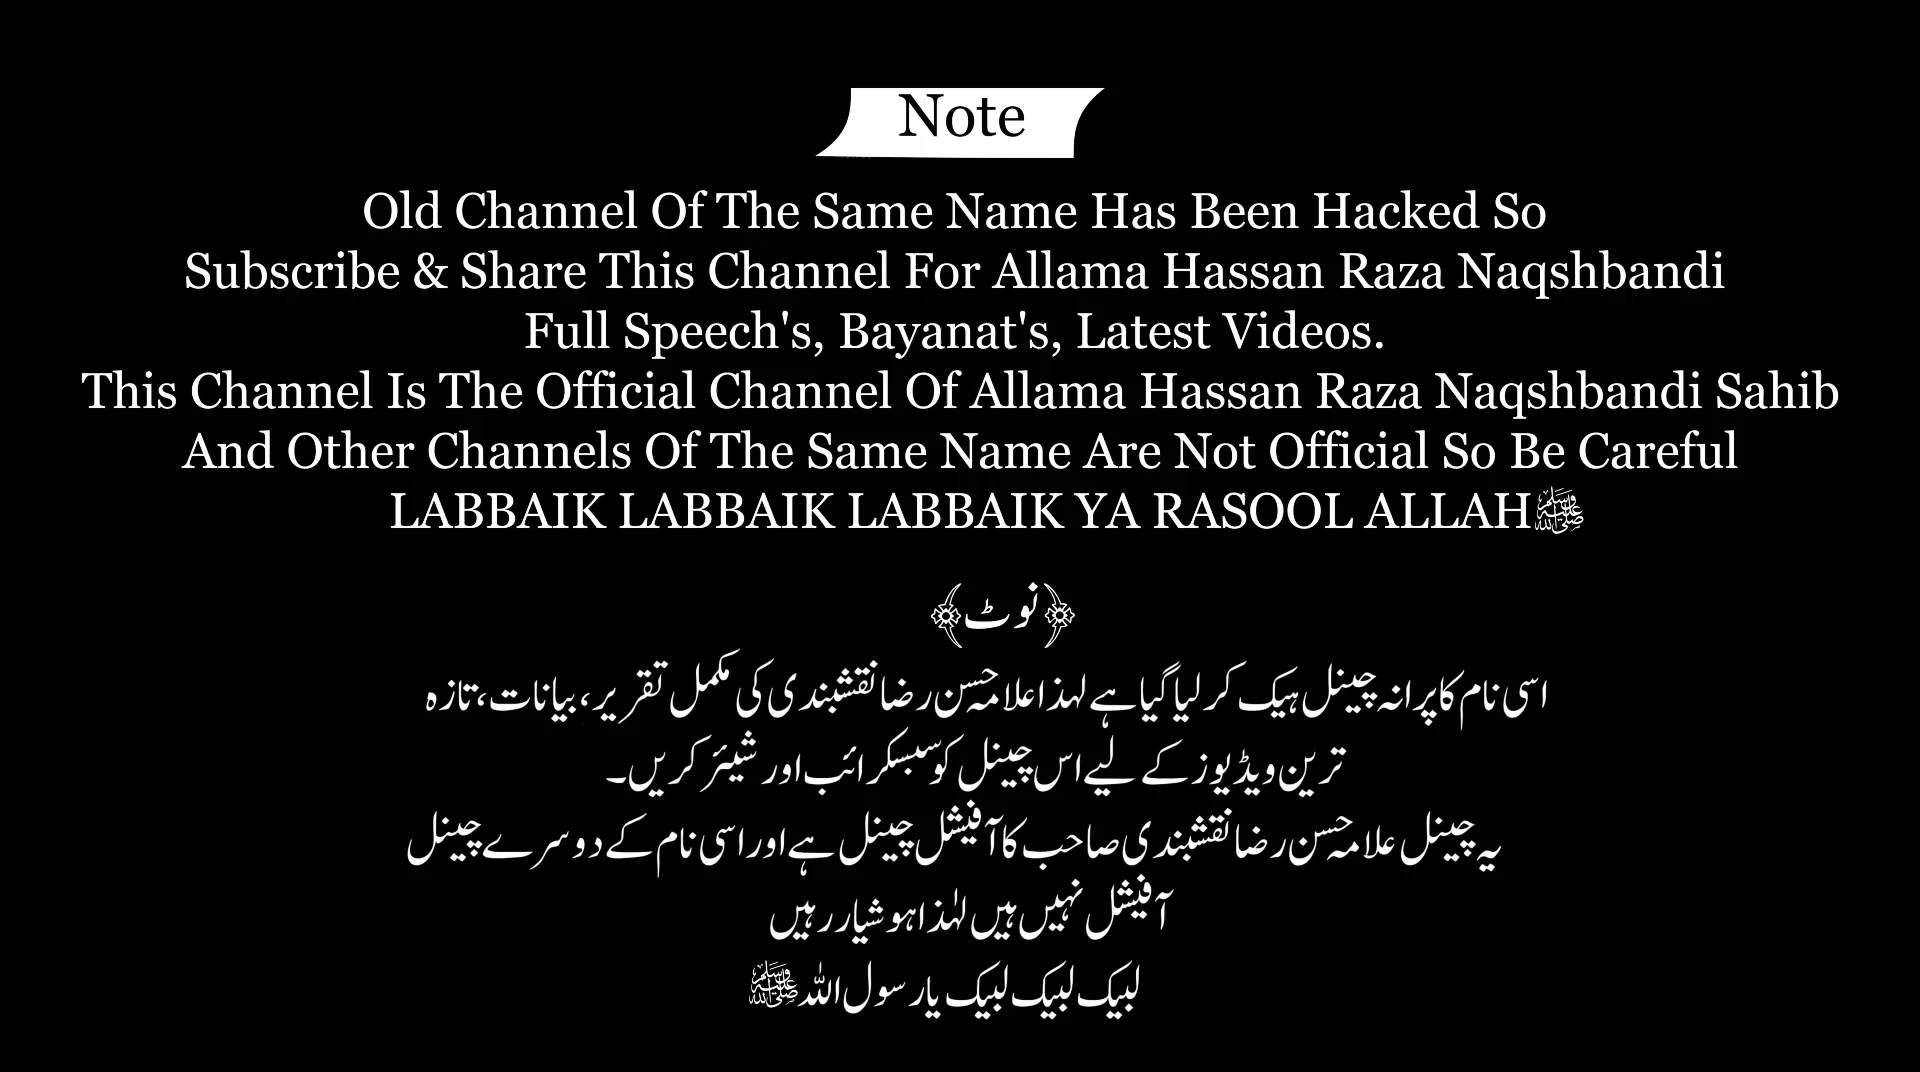 Note
Old Channel Of The Same Name Has Been Hacked So
Subscribe & Share This Channel For Allama Hassan Raza Naqshbandi
Full Speech's, Bayanat's, Latest Videos.
This Channel Is The Official Channel Of Allama Hassan Raza Naqshbandi Sahib
And Other Channels Of The Same Name Are Not Official So Be Careful
LABBAIK LABBAIK LABBAIK YA RASOOL ALLAHﷺ
﴿نوٹ﴾
اسی نام کا پرانہ چینل ہیک کر لیا گیا ہے لہذا علامہ حسن رضا نقشبندی کی مکمل تقریر، بیانات، تازہ
ترین ویڈیوز کے لیے اس چینل کو سبسکرائب اور شیئر کریں۔
یہ چینل علامہ حسن رضا نقشبندی صاحب کا آفیشل چینل ہے اور اسی نام کے دوسرے چینل
آفیشل نہیں ہیں لہٰذا ہوشیار رہیں
لبیک لبیک لبیک یارسول اللہﷺ